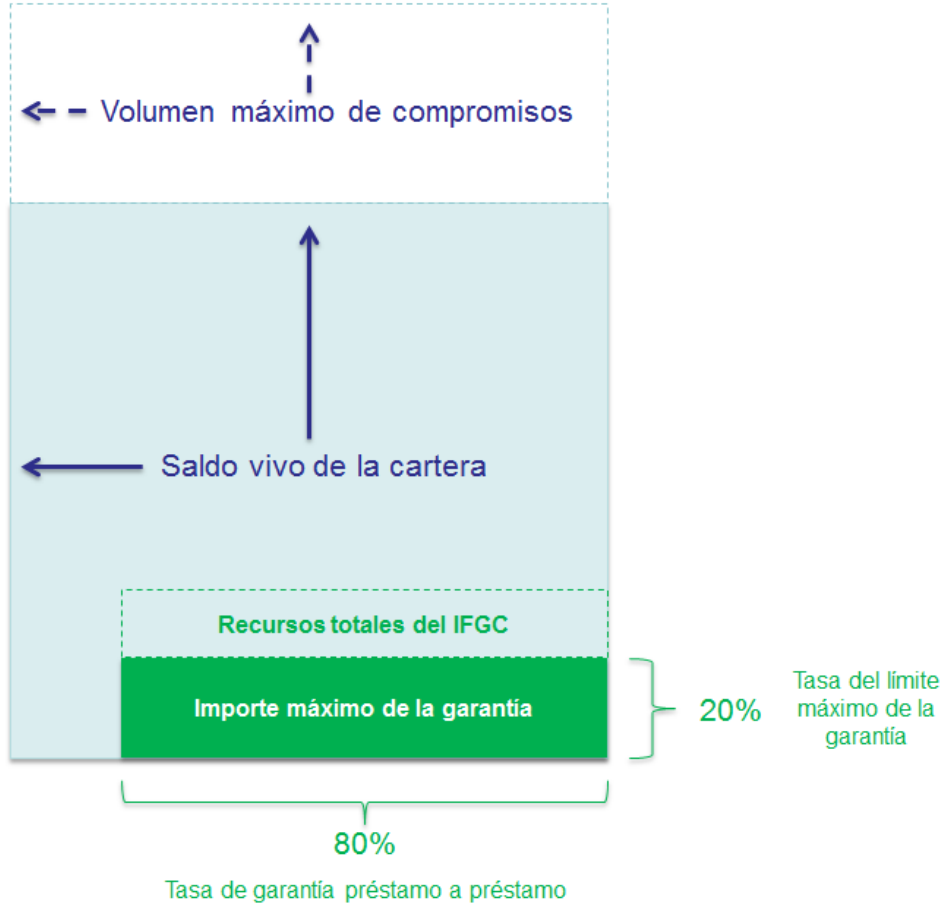 Volumen máximo de compromisos
Saldo vivo de la cartera
Recursos totales del IFGC
Importe máximo de la garantía
20%
Tasa del límite
máximo de la
garantía
80%
Tasa de garantía préstamo a préstamo